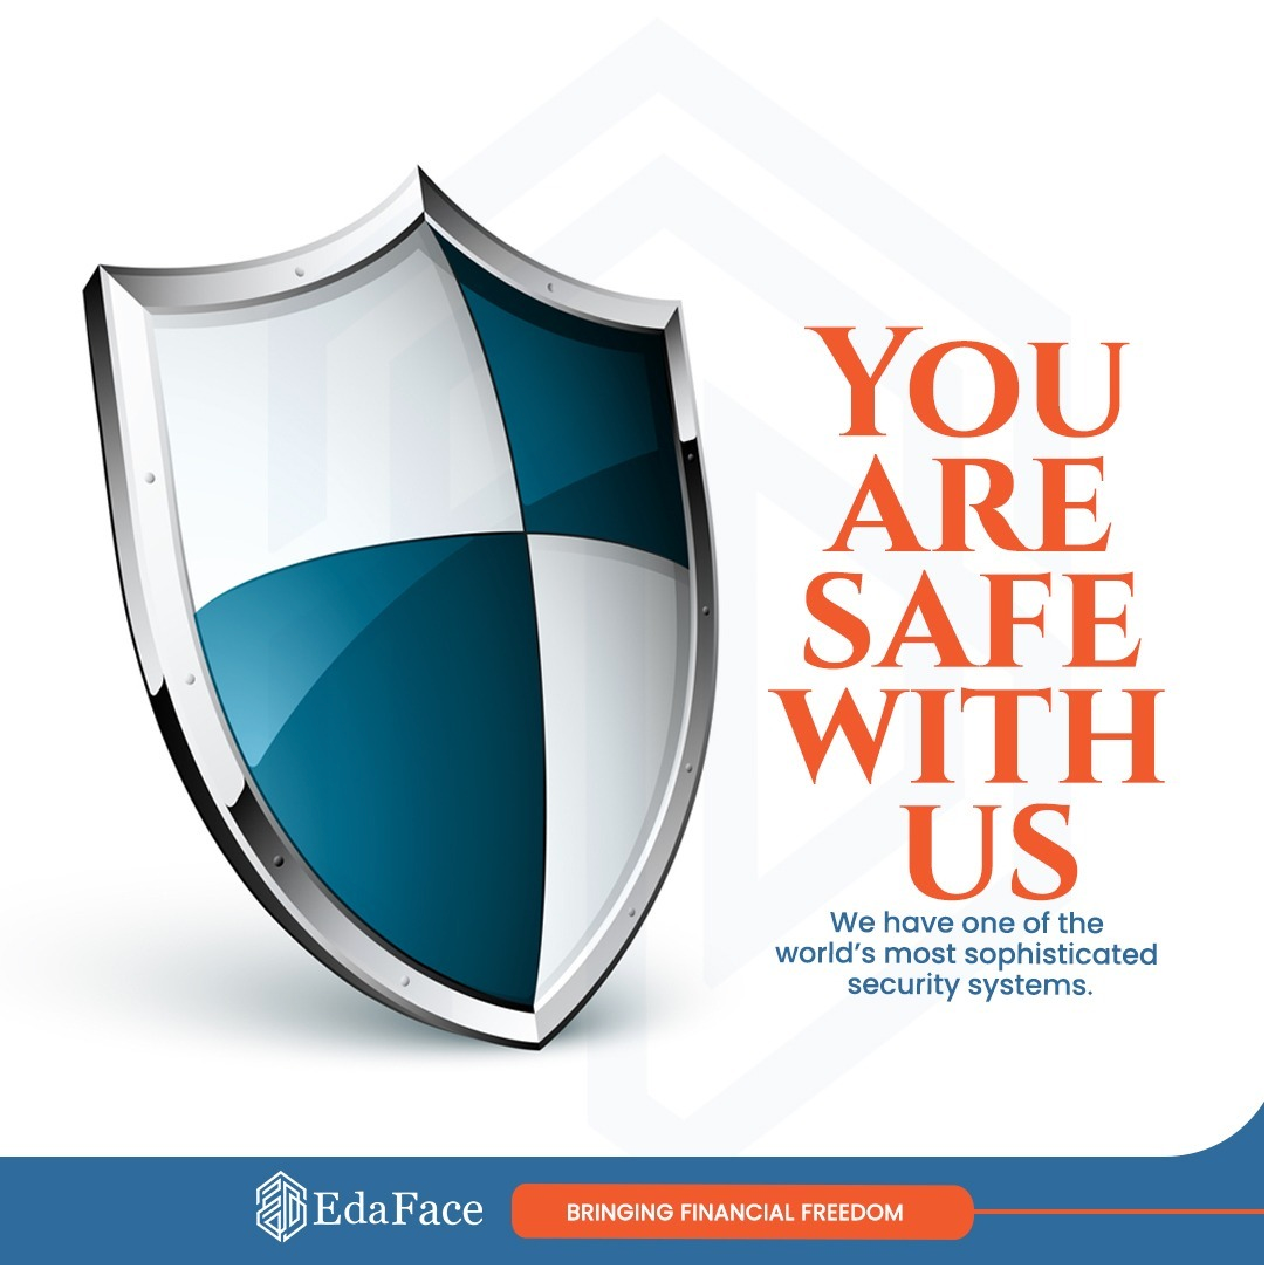 YOU
ARE
SAFE
WITH
US
We have one of the
world's most sophisticated
security systems.
EdaFace
BRINGING FINANCIAL FREEDOM